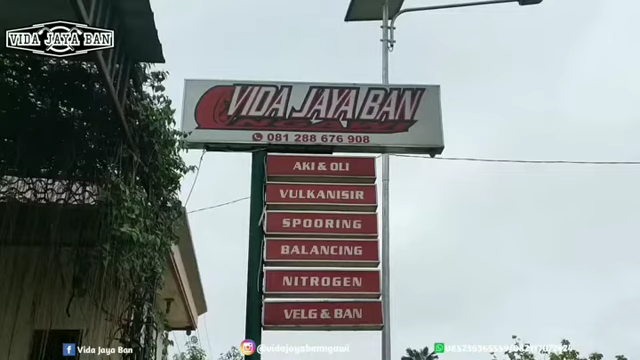 VIDA JAYA BAN
VIDA JAYA BAN
NGAWI
081 288 676 908
AKI & OLI
VULKANISIR
SPOORING
BALANCING
NITROGEN
VELG & BAN
Vida Jaya Ban
@vidajayabanngawi